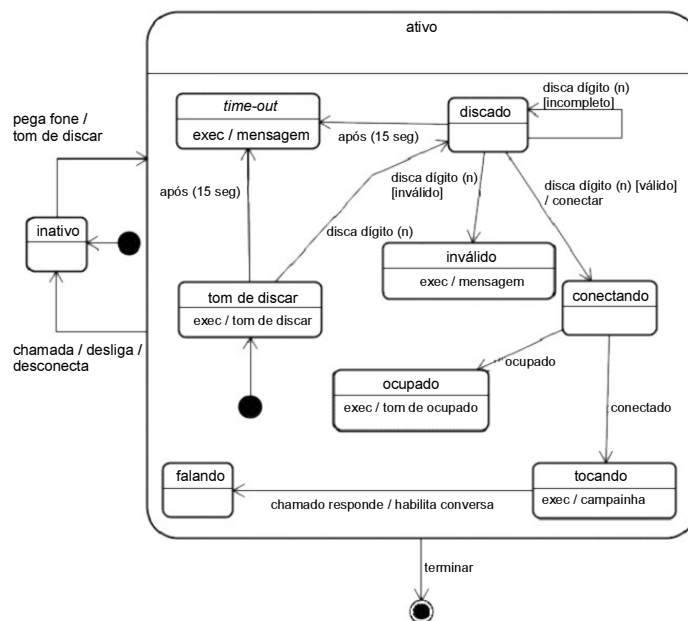 ativo
pega fone /
tom de discar
time-out
exec / mensagem
após (15 seg)
discado
disca dígito (n)
[incompleto]
após (15 seg)
disca dígito (n)
[inválido]
disca dígito (n) [válido]
/ conectar
disca dígito (n)
inativo
inválido
exec / mensagem
tom de discar
exec / tom de discar
conectando
chamada / desliga /
desconecta
ocupado
ocupado
exec / tom de ocupado
conectado
falando
chamado responde / habilita conversa
tocando
exec / campainha
terminar